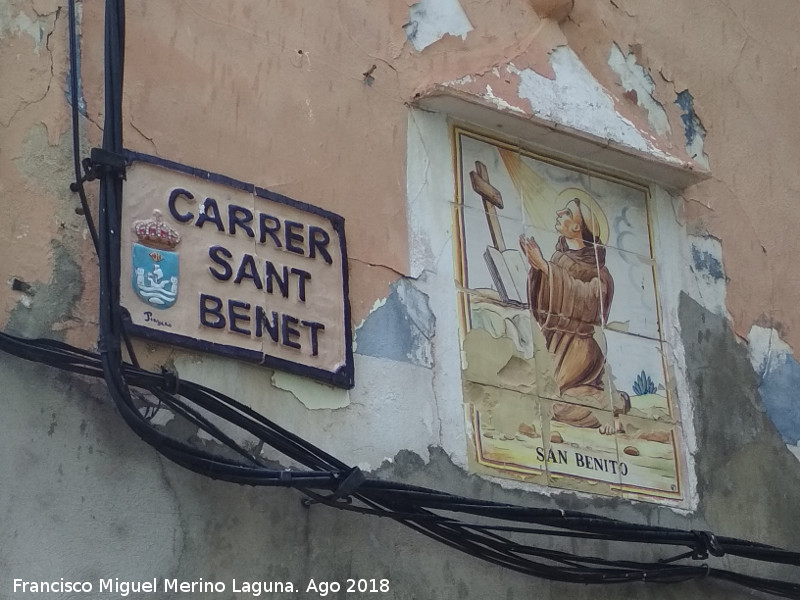 CARRER
SANT
BENET
SAN BENITO
Francisco Miguel Merino Laguna. Ago 2018